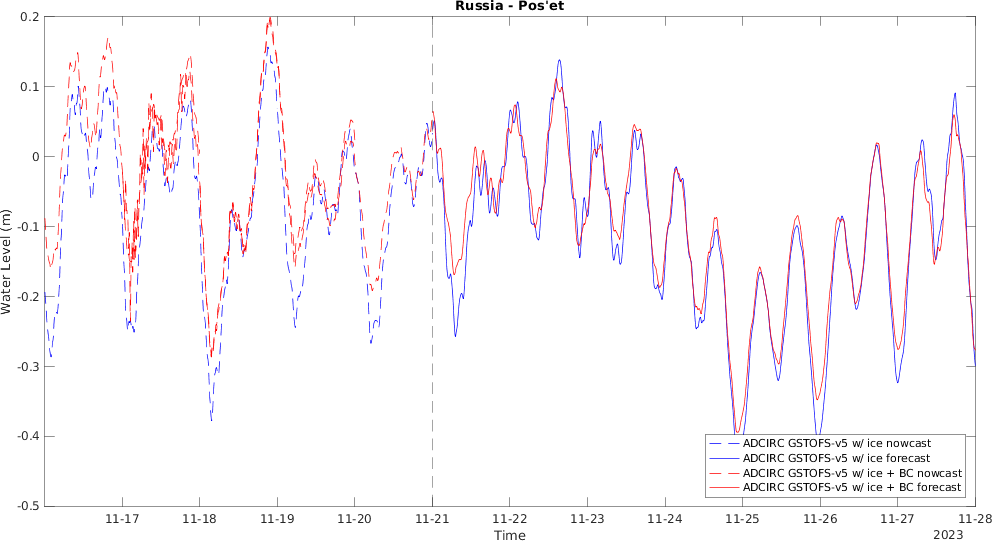 Russia - Pos'et
Water Level (m)
0.2
0.1
0
-0.1
-0.2
-0.3
-0.4
-0.5
ADCIRC GSTOFS-v5 w/ ice nowcast
ADCIRC GSTOFS-v5 w/ ice forecast
ADCIRC GSTOFS-v5 w/ ice + BC nowcast
ADCIRC GSTOFS-v5 w/ ice + BC forecast
11-17 11-18 11-19 11-20 11-21 11-22 11-23 11-24 11-25 11-26 11-27 11-28
Time
2023